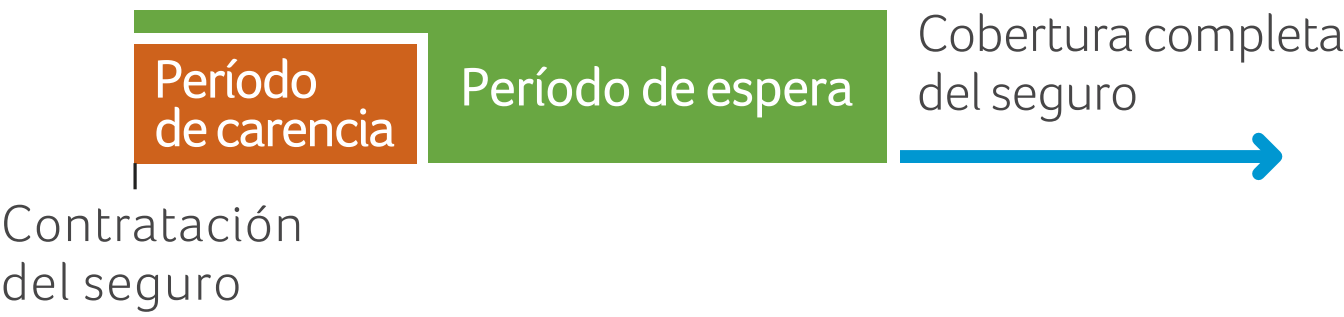 Período
de carencia
Período de espera
Cobertura completa
del seguro
Contratación
del seguro